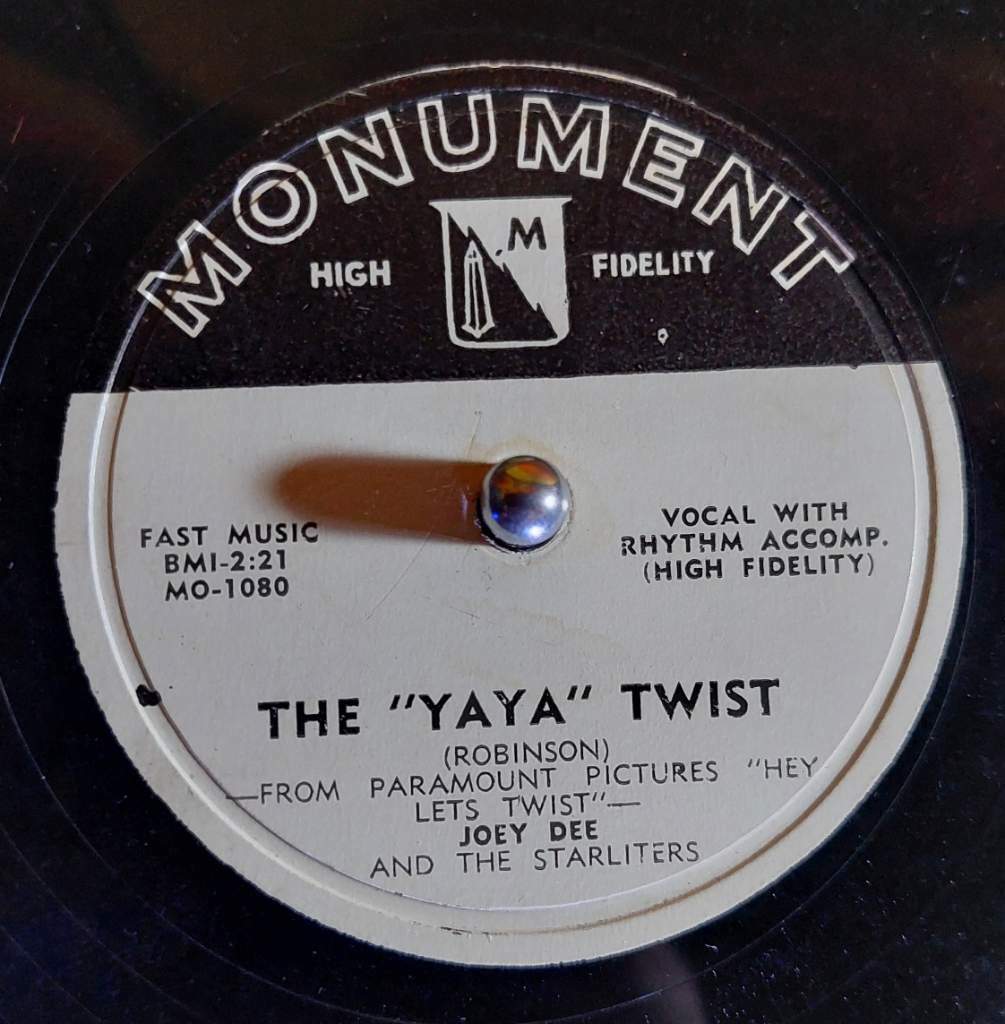 MONUMENT
M
HIGH FIDELITY
FAST MUSIC
BMI-2:21
MO-1080
VOCAL WITH
RHYTHM ACCOMP.
(HIGH FIDELITY)
THE "YAYA" TWIST
(ROBINSON)
—FROM PARAMOUNT PICTURES "HEY
LETS TWIST"—
JOEY DEE
AND THE STARLITERS